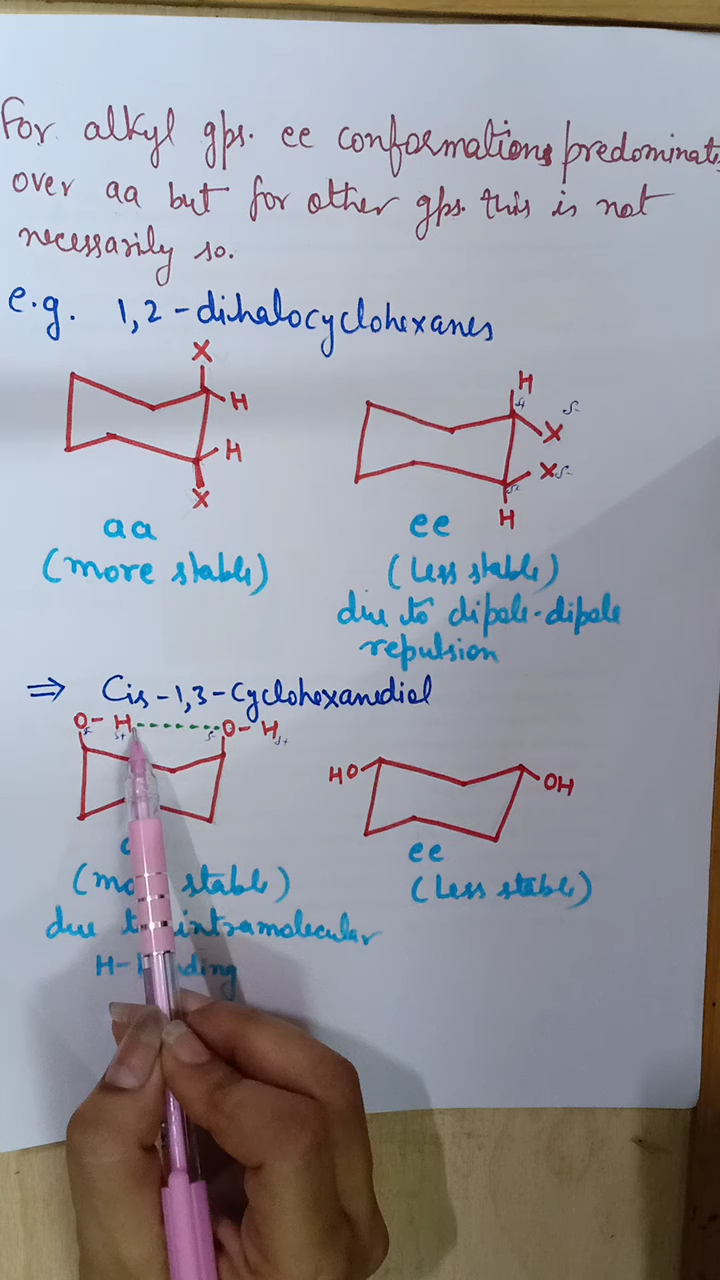 For alkyl gps. ee conformations predominate
over aa but for other gps. this is not
necessarily so.
e.g. 1,2-dihalocyclohexanes
X
H
H
X
aa
(more stable)
H
δ+
δ-
X
X δ-
δ+
H
ee
(less stable)
due to dipole-dipole
repulsion
⇒ Cis-1,3-Cyclohexanediol
O-H O-H
δ- δ+ δ- δ+
HO OH
ee
(stable)
(less stable)
due intramolecular
H-